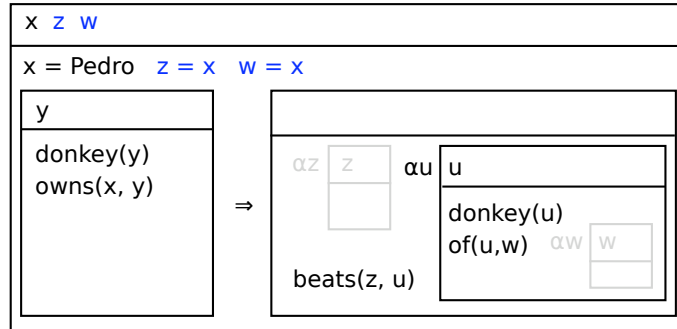 x z w
x = Pedro z = x w = x
y
donkey(y)
owns(x, y)
⇒
αz z
αu u
donkey(u)
of(u,w) αw w
beats(z, u)